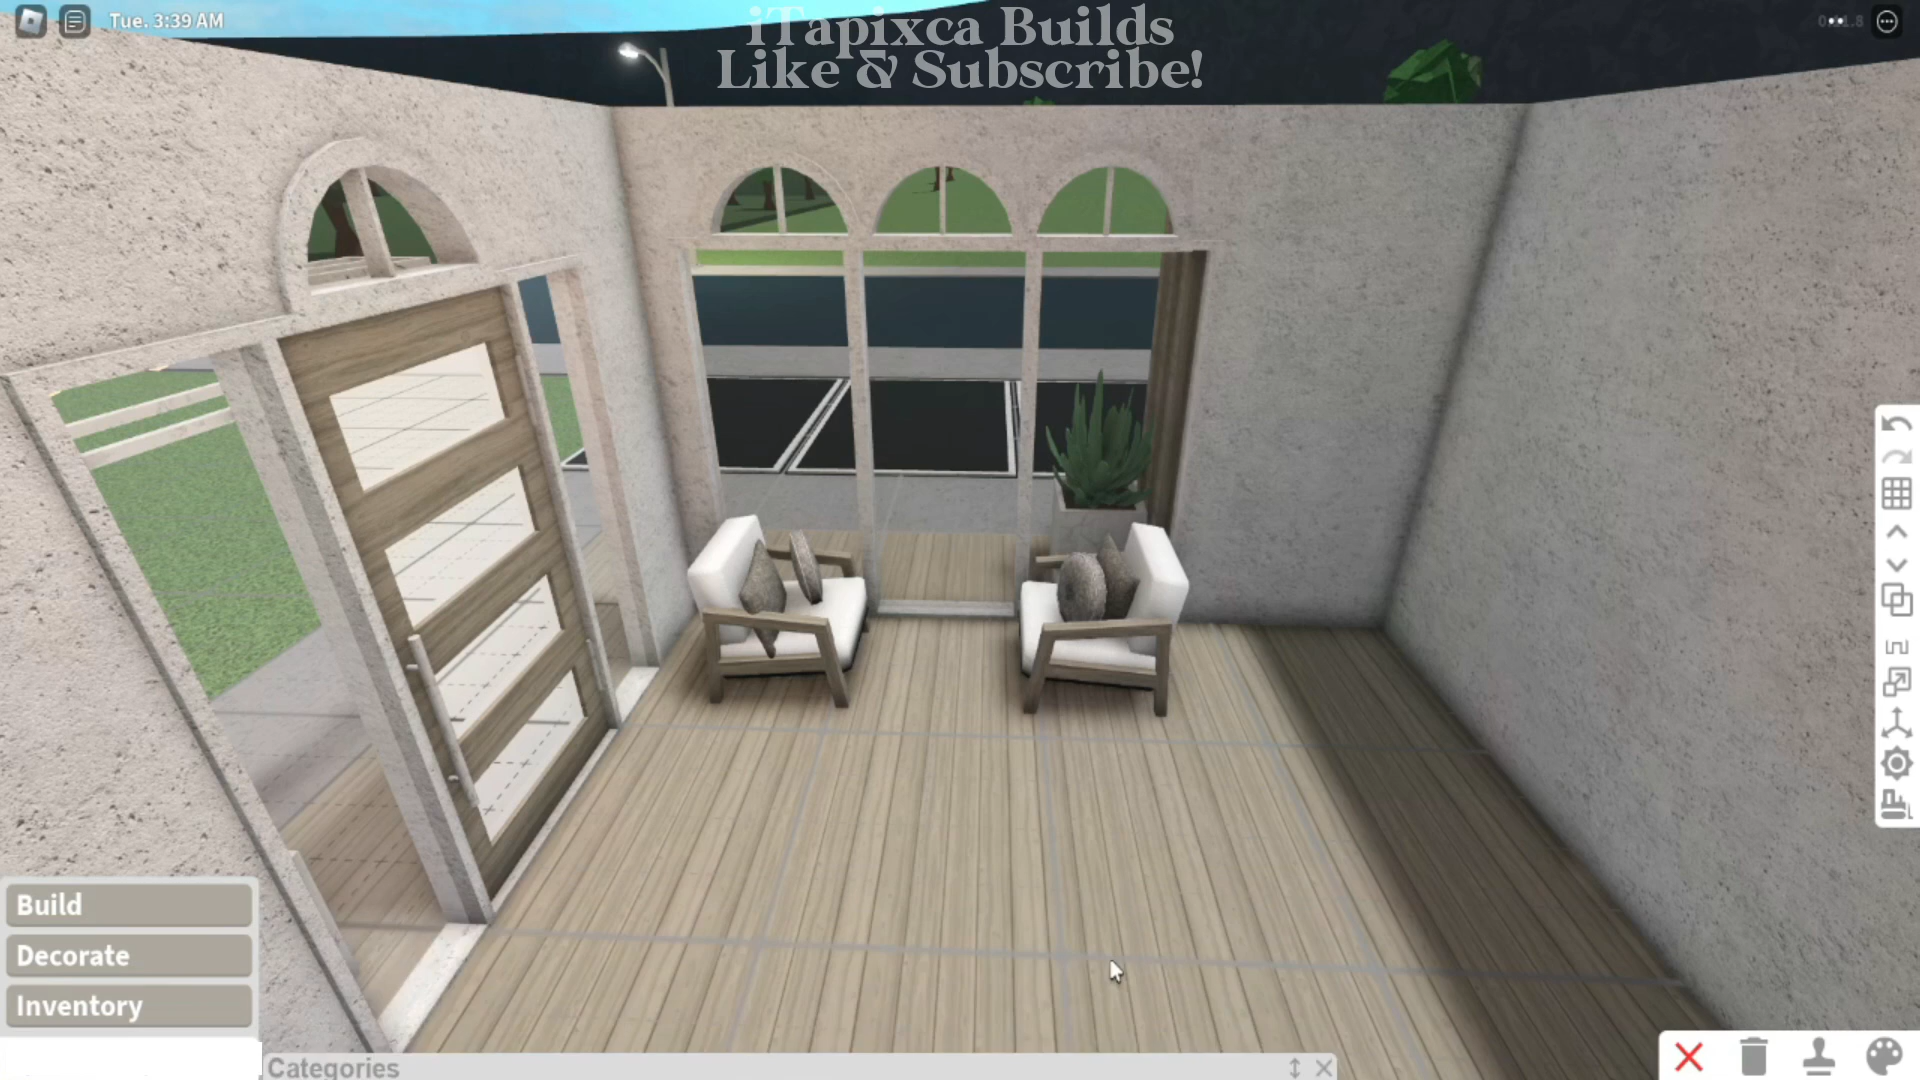 Tue. 3:39 AM
iTapixca Builds
Like & Subscribe!
Build
Decorate
Inventory
Categories